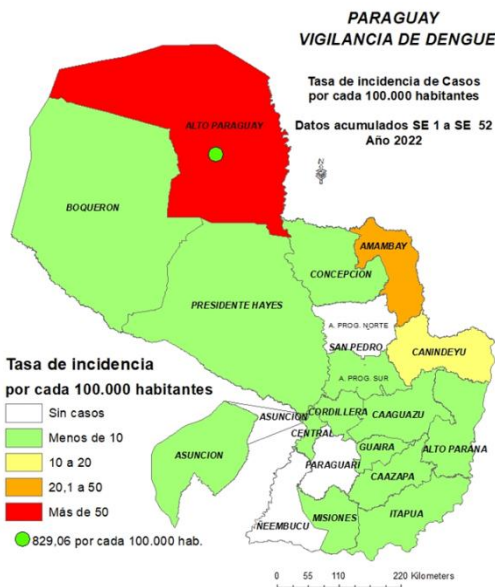 PARAGUAY
VIGILANCIA DE DENGUE
Tasa de incidencia de Casos
por cada 100.000 habitantes
Datos acumulados SE 1 a SE 52
Año 2022
ALTO PARAGUAY
BOQUERON
AMAMBAY
CONCEPCION
PRESIDENTE HAYES
A. PROG. NORTE
SAN PEDRO
CANINDEYU
A. PROG. SUR
ASUNCION
CORDILLERA
CAAGUAZU
CENTRAL
ASUNCION
GUAIRA
ALTO PARANA
PARAGUARI
CAAZAPA
ÑEEMBUCU
MISIONES
ITAPUA
Tasa de incidencia
por cada 100.000 habitantes
Sin casos
Menos de 10
10 a 20
20,1 a 50
Más de 50
829,06 por cada 100.000 hab.
0 55 110 220 Kilometers